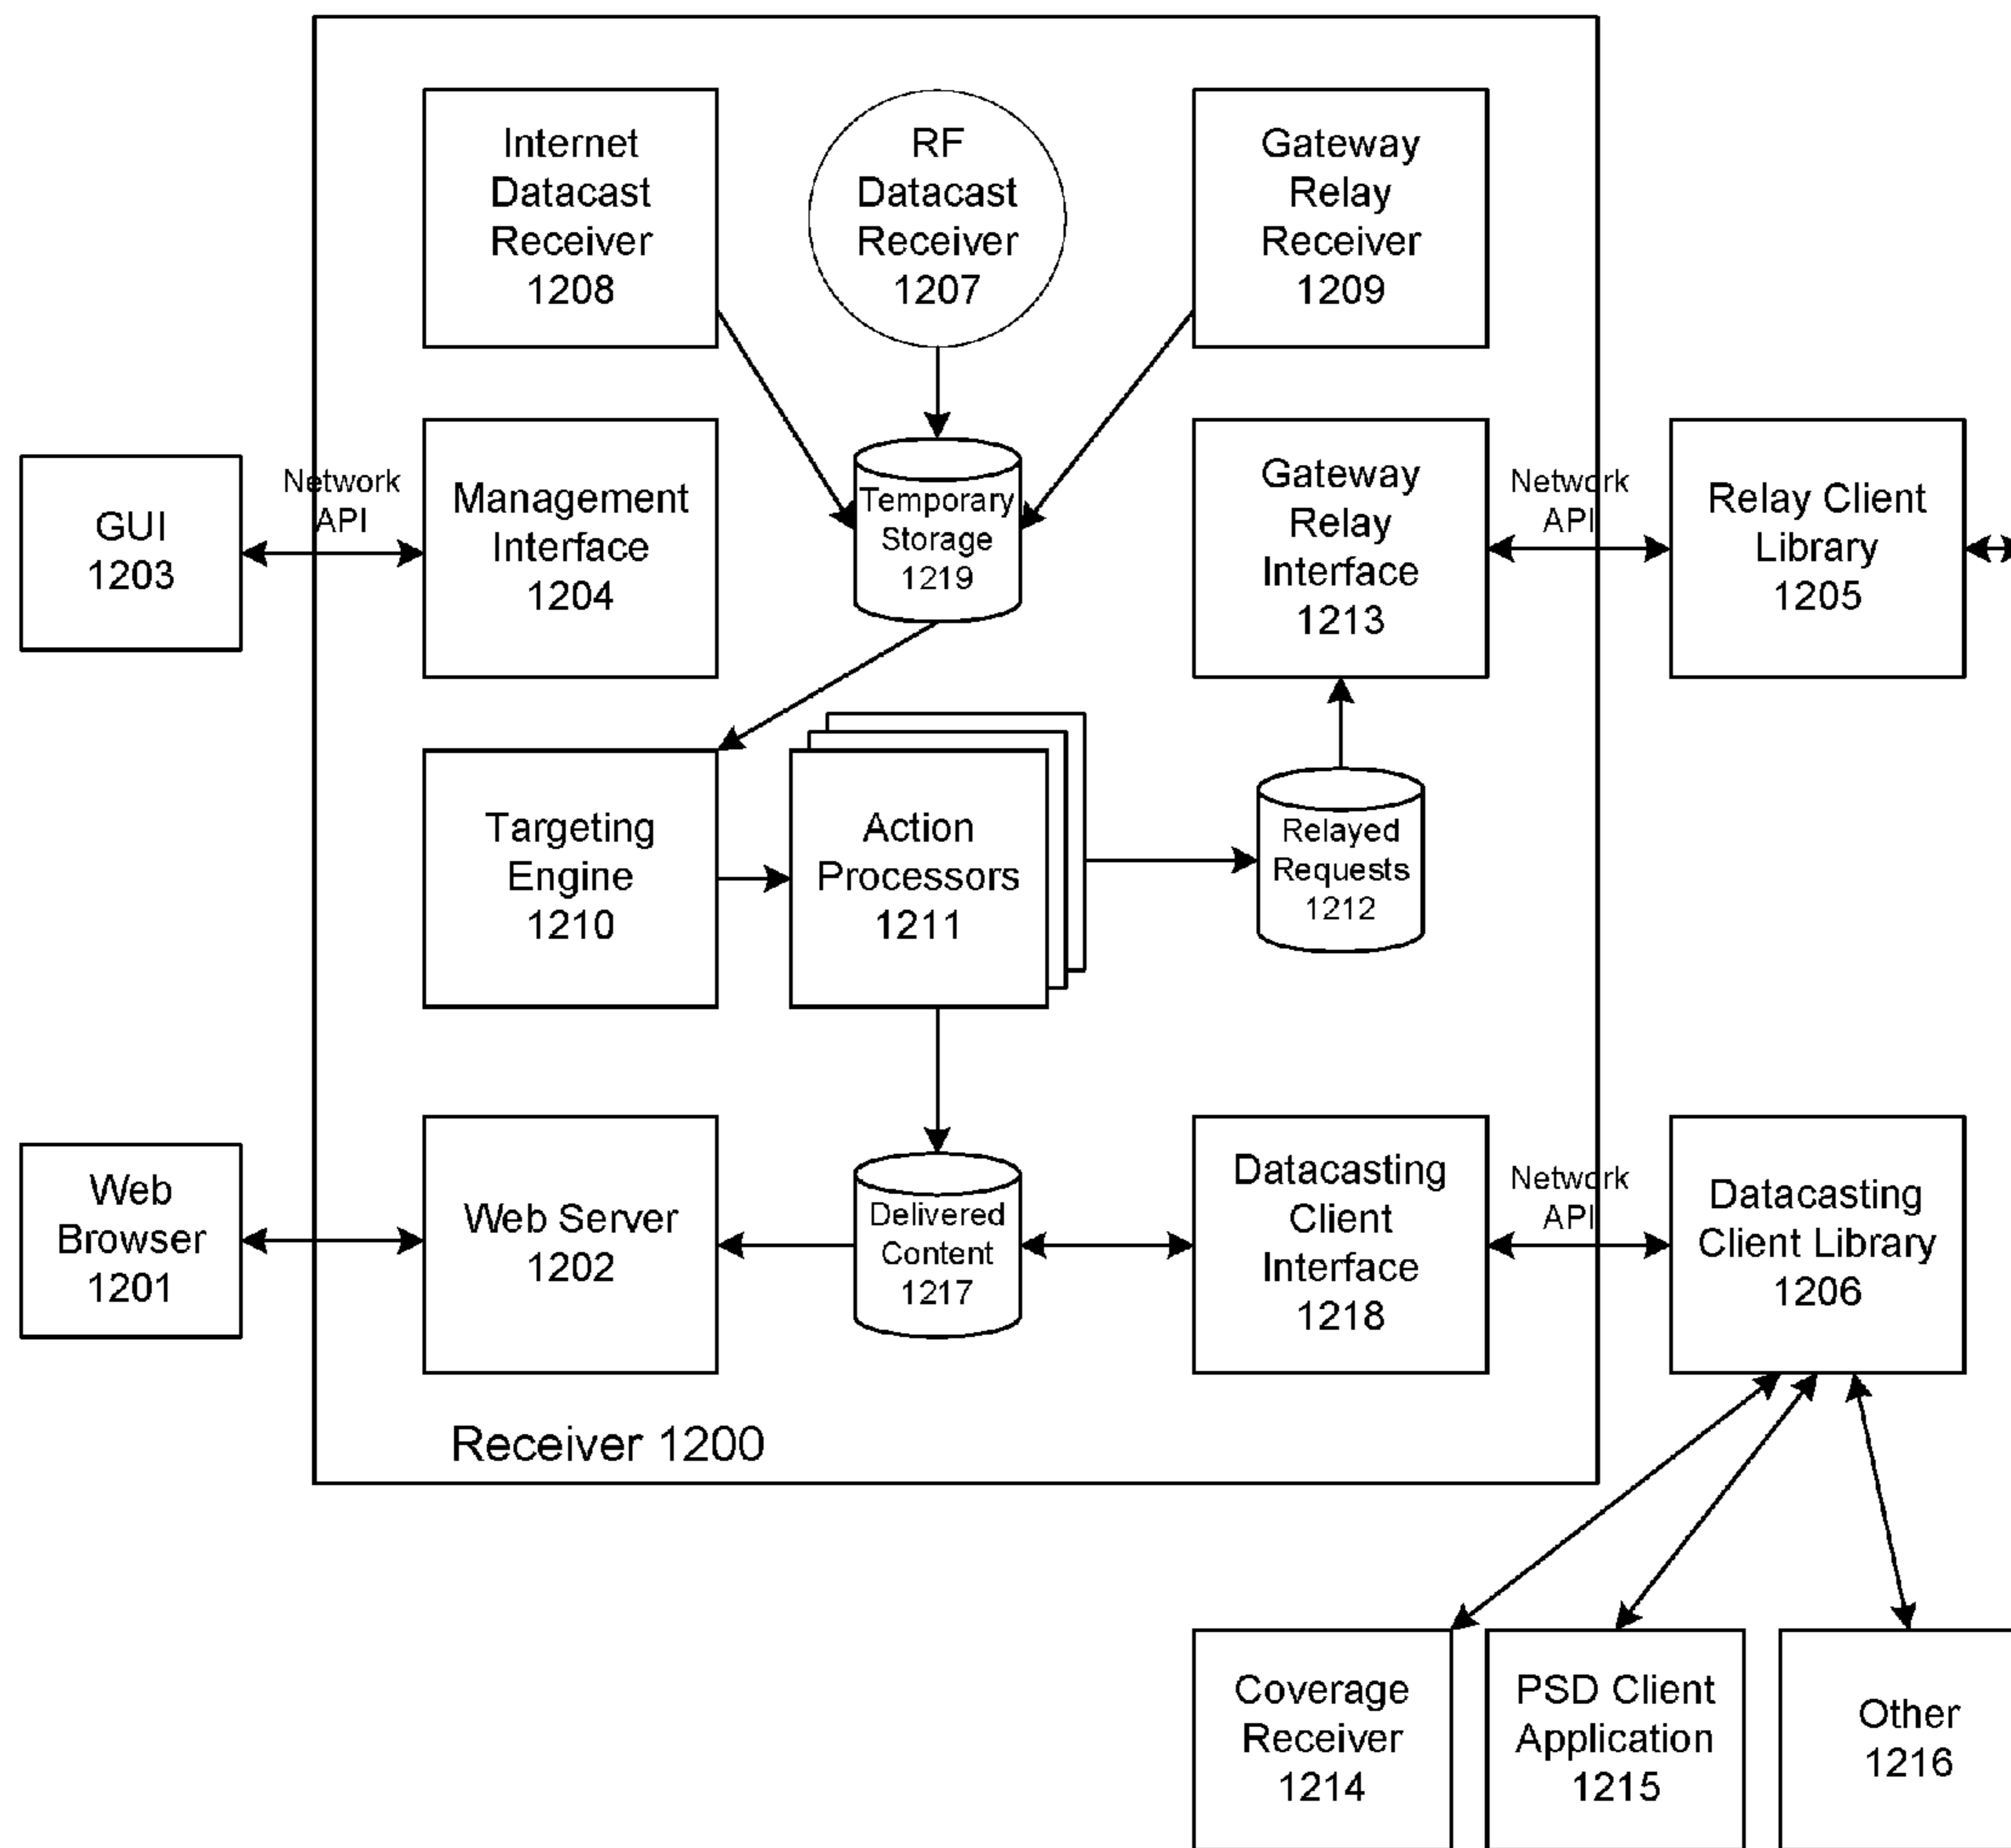 Internet
Datacast
Receiver
1208
RF
Datacast
Receiver
1207
Gateway
Relay
Receiver
1209
GUI
1203
Network
API
Management
Interface
1204
Temporary
Storage
1219
Gateway
Relay
Interface
1213
Network
API
Relay Client
Library
1205
Targeting
Engine
1210
Action
Processors
1211
Relayed
Requests
1212
Web
Browser
1201
Web Server
1202
Delivered
Content
1217
Datacasting
Client
Interface
1218
Network
API
Datacasting
Client Library
1206
Receiver 1200
Coverage
Receiver
1214
PSD Client
Application
1215
Other
1216